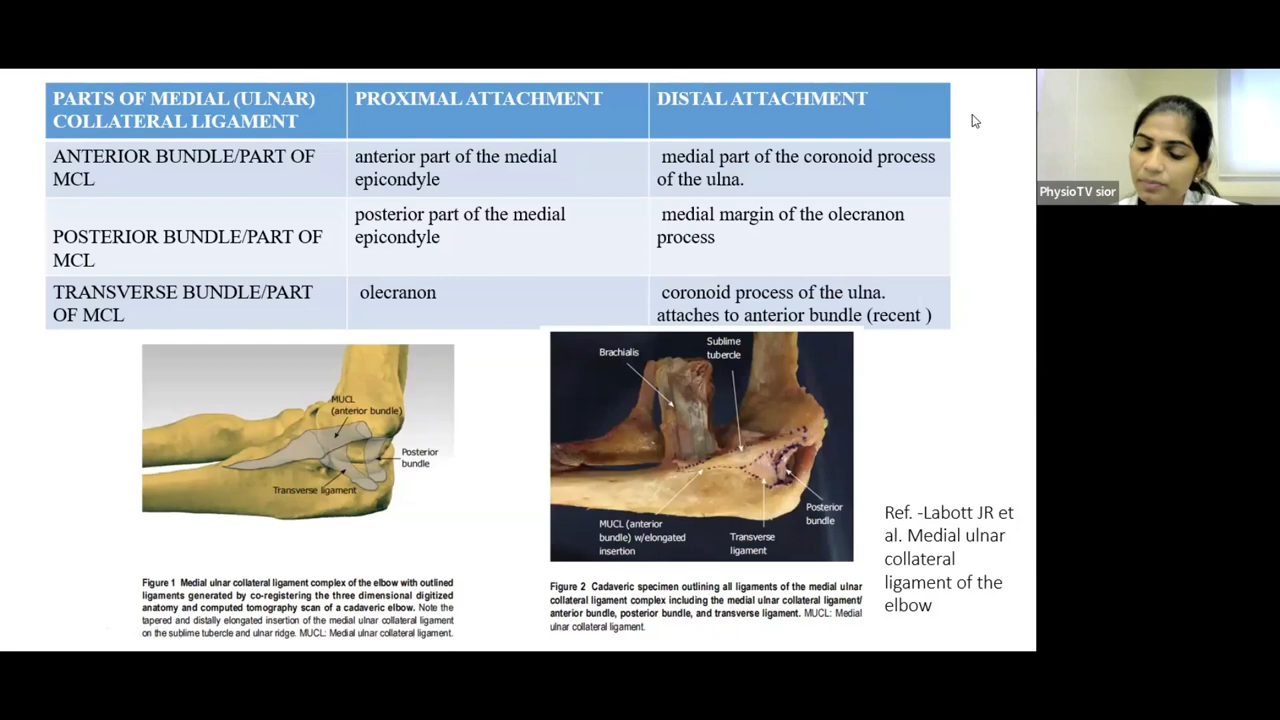 PARTS OF MEDIAL (ULNAR)
COLLATERAL LIGAMENT
PROXIMAL ATTACHMENT
DISTAL ATTACHMENT
ANTERIOR BUNDLE/PART OF
MCL
anterior part of the medial
epicondyle
medial part of the coronoid process
of the ulna.
POSTERIOR BUNDLE/PART OF
MCL
posterior part of the medial
epicondyle
medial margin of the olecranon
process
TRANSVERSE BUNDLE/PART
OF MCL
olecranon
coronoid process of the ulna.
attaches to anterior bundle (recent )
MUCL
(anterior bundle)
Posterior
bundle
Transverse ligament
Figure 1 Medial ulnar collateral ligament complex of the elbow with outlined
ligaments generated by co-registering the three dimensional digitized
anatomy and computed tomography scan of a cadaveric elbow. Note the
tapered and distally elongated insertion of the medial ulnar collateral ligament
on the sublime tubercle and ulnar ridge. MUCL: Medial ulnar collateral ligament.
Brachialis
Sublime
tubercle
MUCL (anterior
bundle) w/elongated
insertion
Transverse
ligament
Posterior
bundle
Figure 2 Cadaveric specimen outlining all ligaments of the medial ulnar
collateral ligament complex including the medial ulnar collateral ligament/
anterior bundle, posterior bundle, and transverse ligament. MUCL: Medial
ulnar collateral ligament.
Ref. -Labott JR et
al. Medial ulnar
collateral
ligament of the
elbow
PhysioTV sior